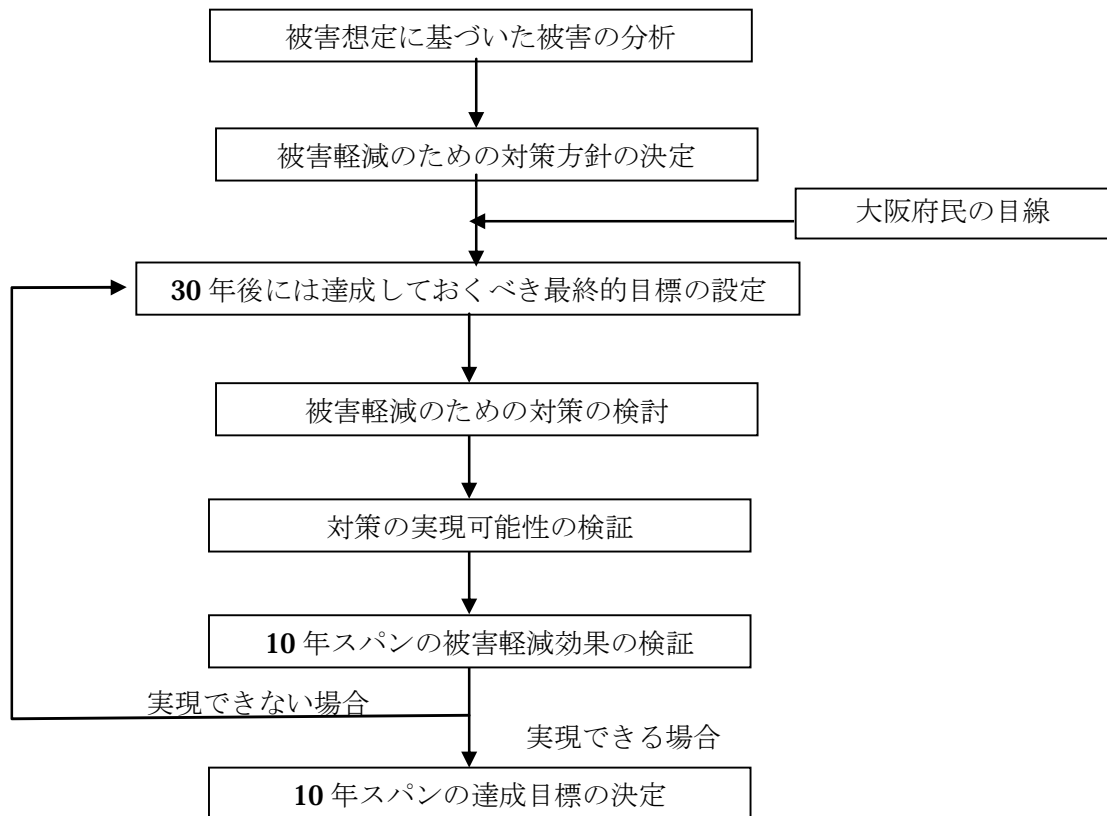 被害想定に基づいた被害の分析
被害軽減のための対策方針の決定
大阪府民の目線
30 年後には達成しておくべき最終的目標の設定
被害軽減のための対策の検討
対策の実現可能性の検証
10 年スパンの被害軽減効果の検証
実現できない場合
実現できる場合
10 年スパンの達成目標の決定